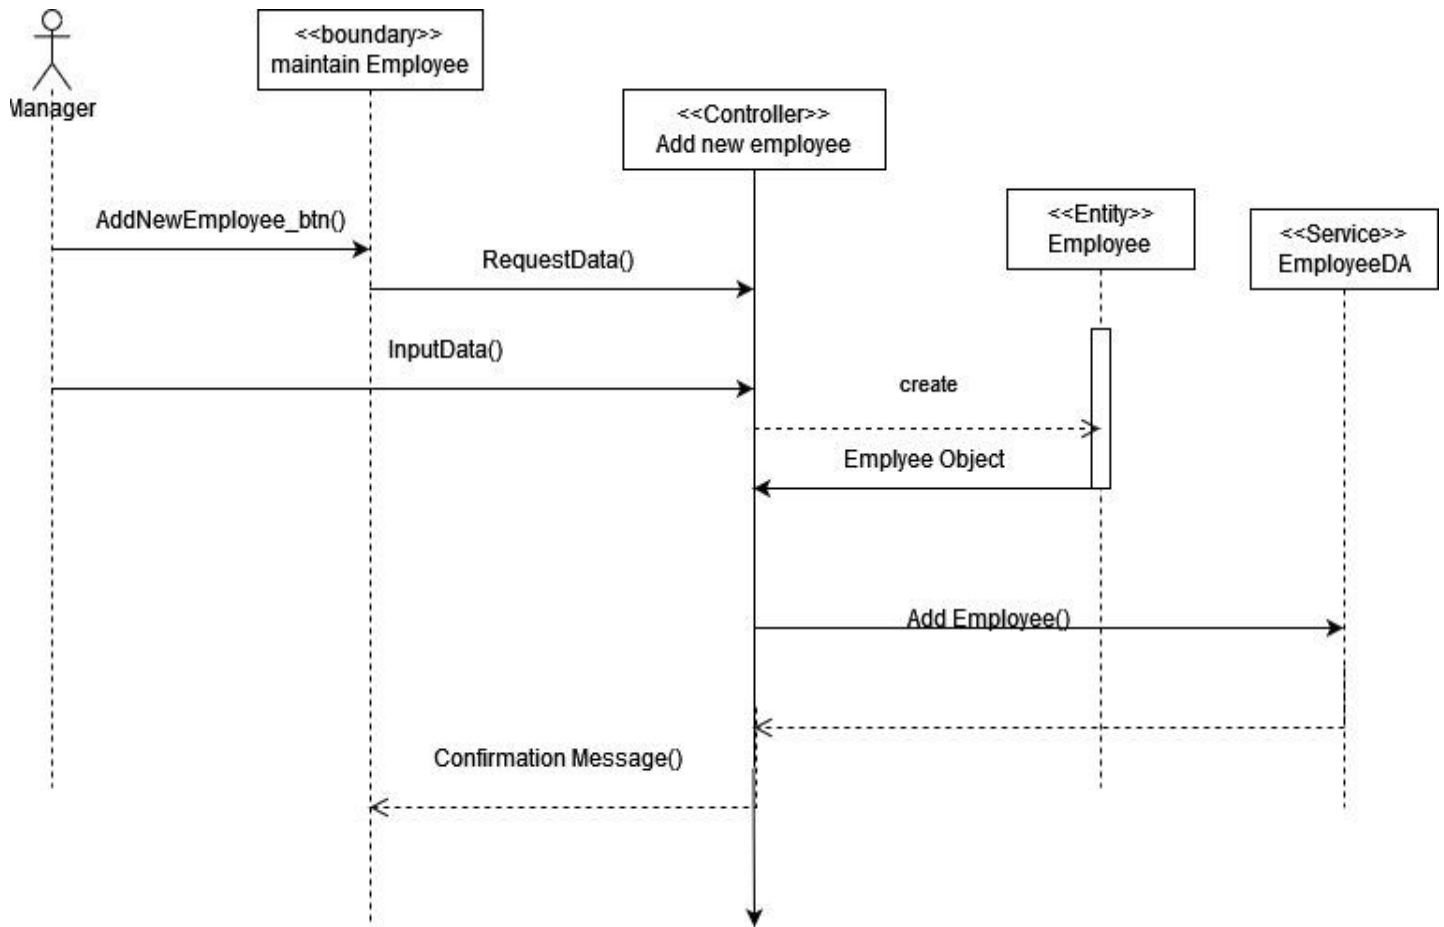 <<boundary>>
maintain Employee
Manager
<<Controller>>
Add new employee
AddNewEmployee_btn()
<<Entity>>
Employee
<<Service>>
EmployeeDA
RequestData()
InputData()
create
Emplyee Object
Add Employee()
Confirmation Message()